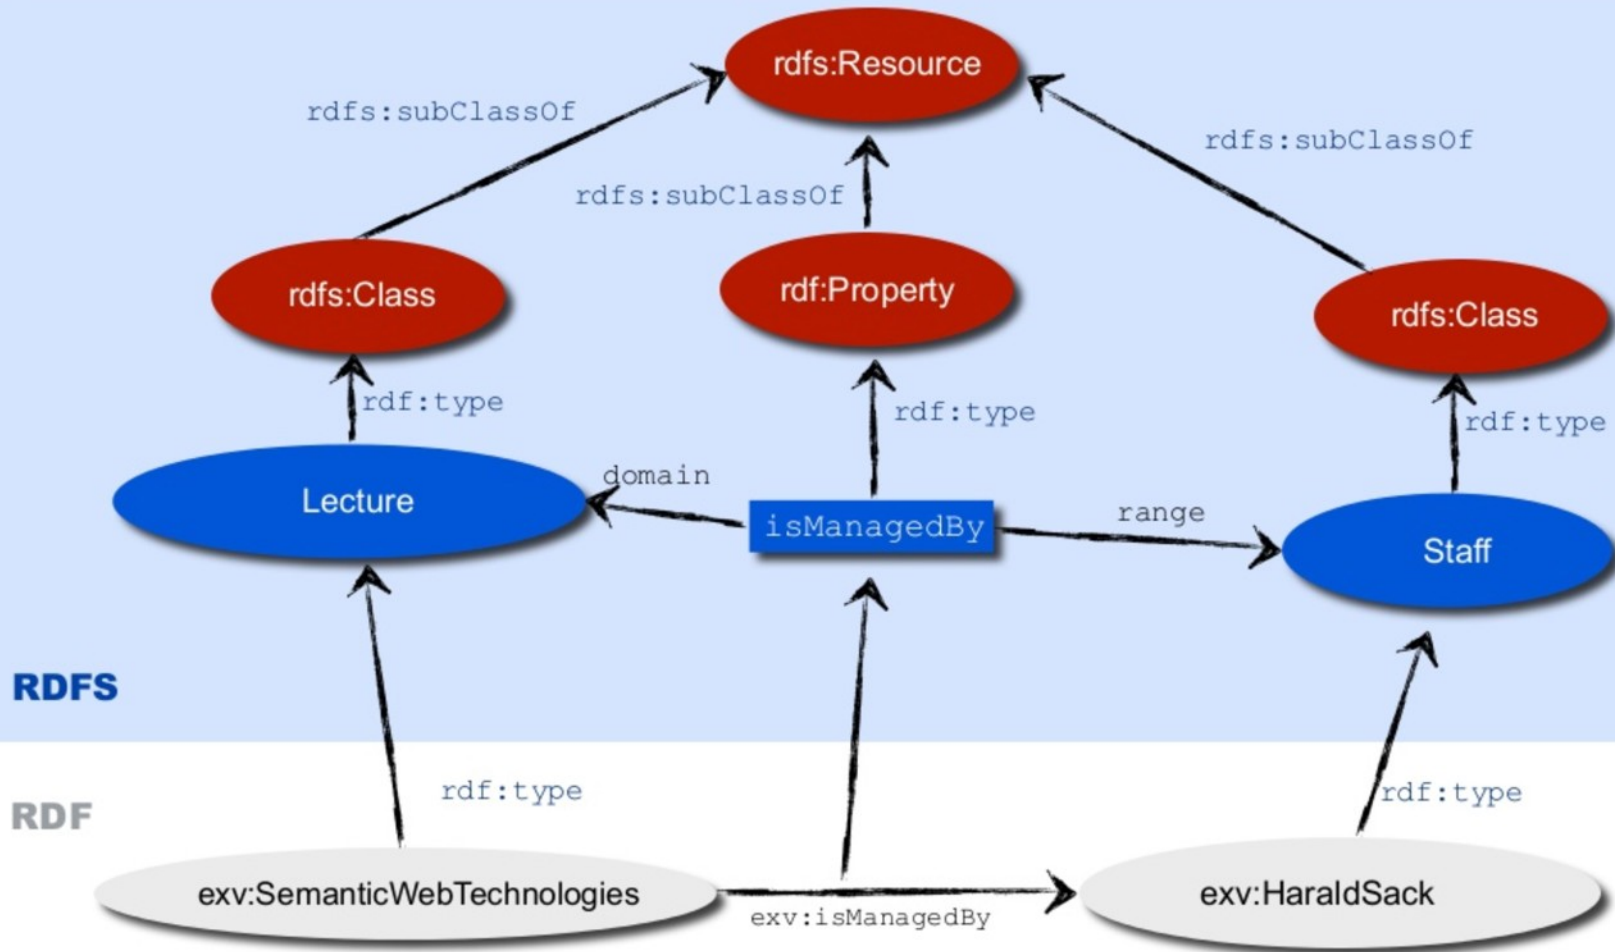 rdfs:Resource
rdfs:subClassOf
rdfs:subClassOf
rdfs:subClassOf
rdfs:Class
rdf:Property
rdfs:Class
rdf:type
rdf:type
rdf:type
Lecture
domain
isManagedBy
range
Staff
RDFS
RDF
rdf:type
rdf:type
exv:SemanticWebTechnologies
exv:isManagedBy
exv:HaraldSack